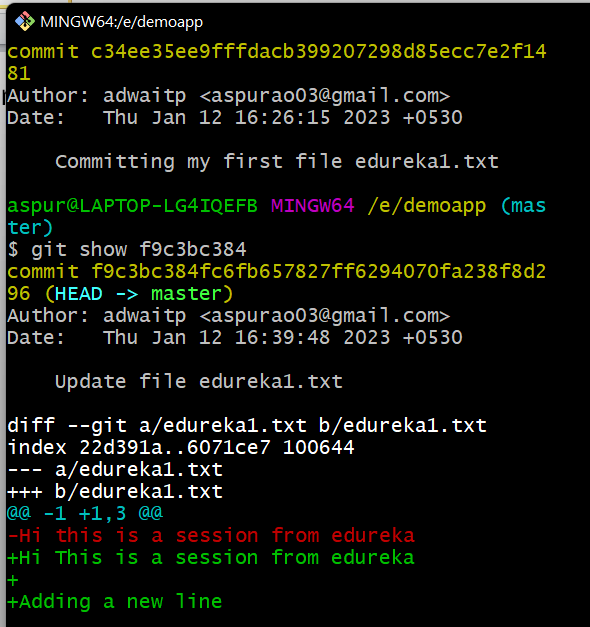 MINGW64:/e/demoapp
commit c34ee35ee9fffdacb399207298d85ecc7e2f14
81
Author: adwaitp <aspurao03@gmail.com>
Date:   Thu Jan 12 16:26:15 2023 +0530
    Committing my first file edureka1.txt
aspur@LAPTOP-LG4IQEFB MINGW64 /e/demoapp (mas
ter)
$ git show f9c3bc384
commit f9c3bc384fc6fb657827ff6294070fa238f8d2
96 (HEAD -> master)
Author: adwaitp <aspurao03@gmail.com>
Date:   Thu Jan 12 16:39:48 2023 +0530
    Update file edureka1.txt
diff --git a/edureka1.txt b/edureka1.txt
index 22d391a..6071ce7 100644
--- a/edureka1.txt
+++ b/edureka1.txt
@@ -1 +1,3 @@
-Hi this is a session from edureka
+Hi This is a session from edureka
+
+Adding a new line